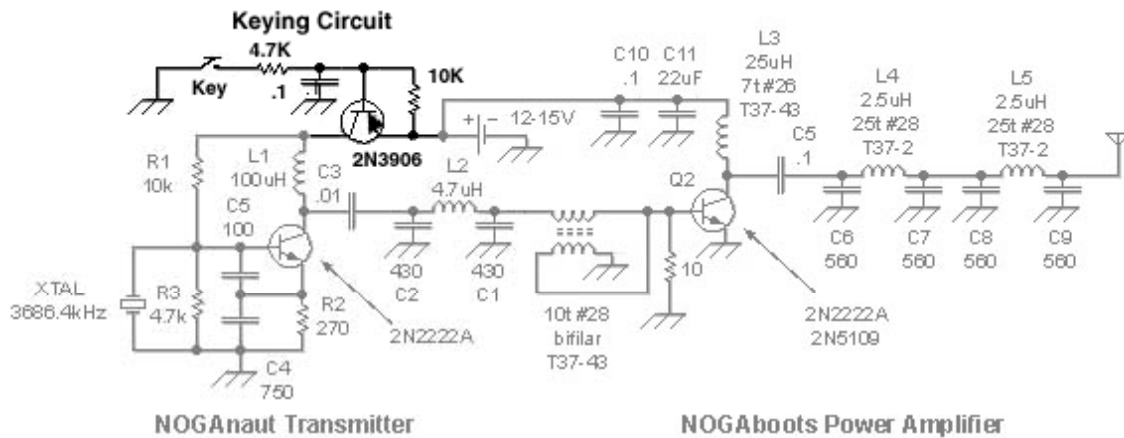 Keying Circuit
4.7K
Key
.1
10K
2N3906
+
−
12-15V
C10
.1
C11
22uF
L3
25uH
7t #26
T37-43
L4
2.5uH
25t #28
T37-2
L5
2.5uH
25t #28
T37-2
C5
.1
R1
10k
L1
100uH
C3
.01
L2
4.7uH
Q2
C5
100
XTAL
3686.4kHz
R3
4.7k
R2
270
C4
750
2N2222A
430
C2
430
C1
10t #28
bifilar
T37-43
10
2N2222A
2N5109
C6
560
C7
560
C8
560
C9
560
NOGAnaut Transmitter
NOGAboots Power Amplifier